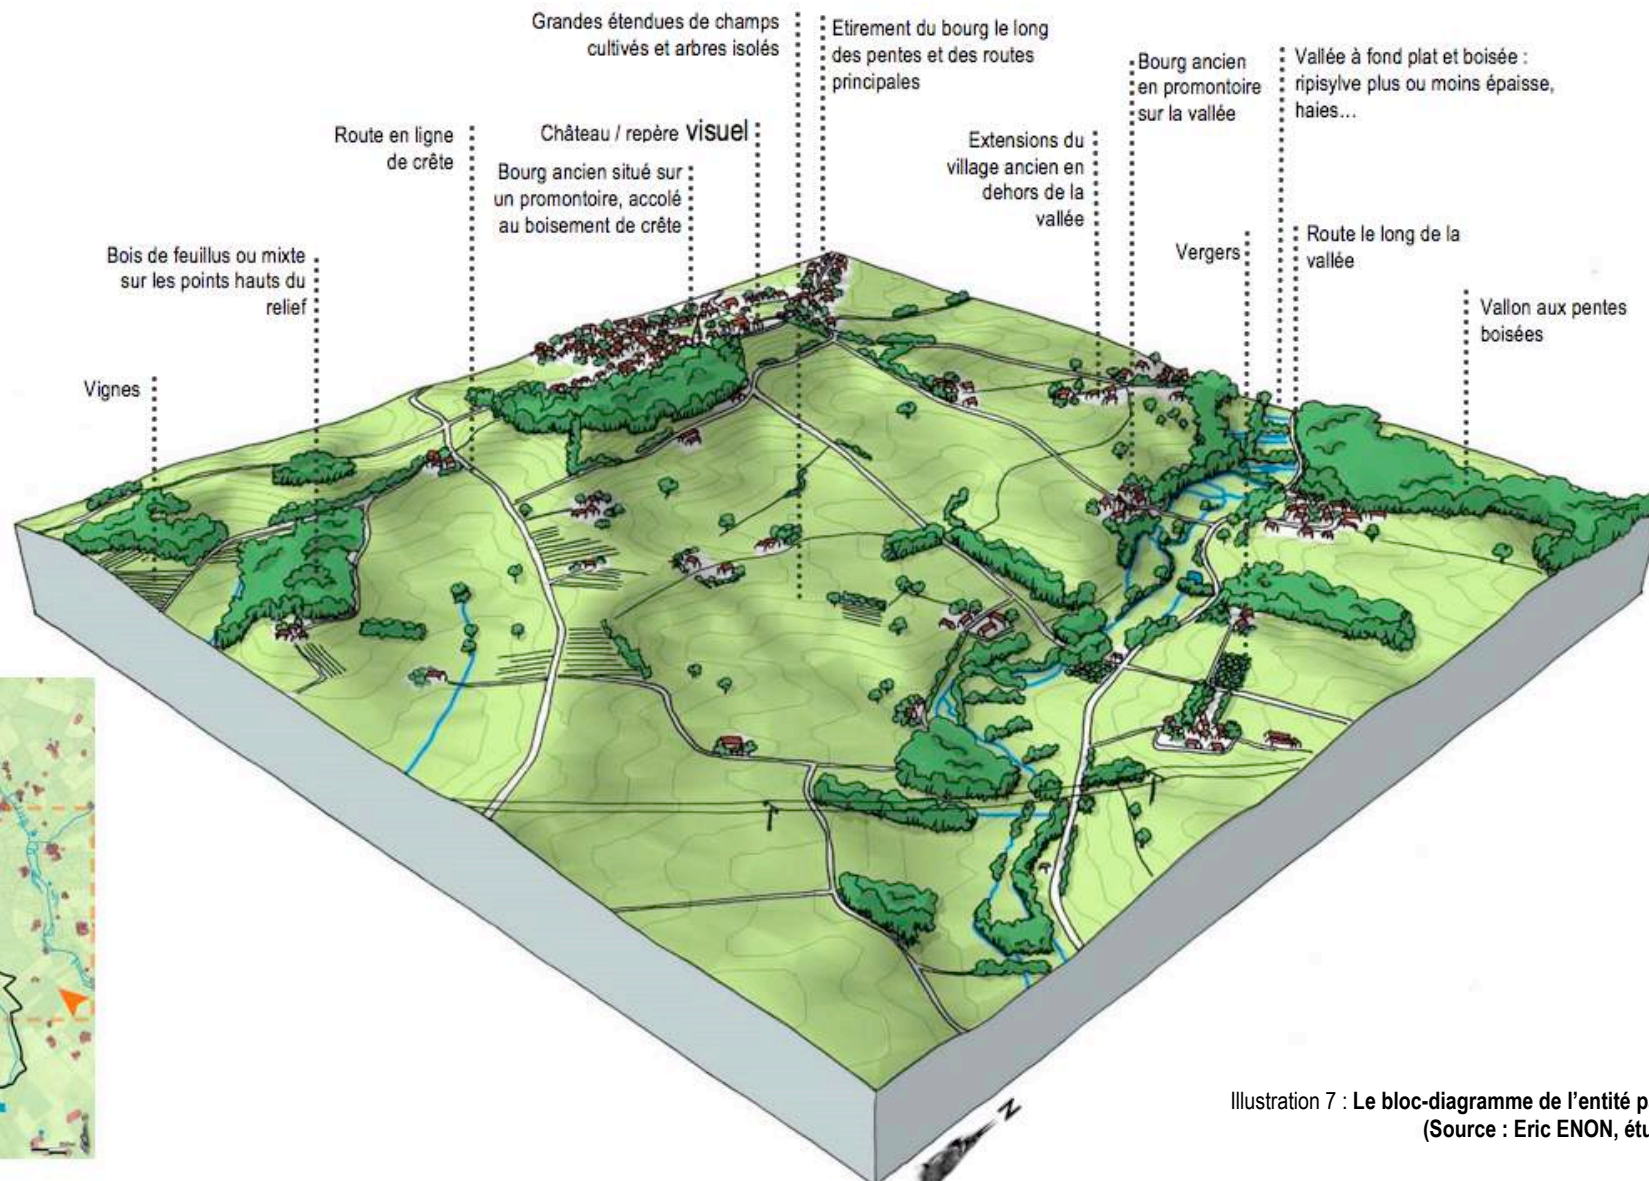 Grandes étendues de champs
cultivés et arbres isolés
Etirement du bourg le long
des pentes et des routes
principales
Bourg ancien
en promontoire
sur la vallée
Vallée à fond plat et boisée :
ripisylve plus ou moins épaisse,
haies…
Route en ligne
de crête
Château / repère visuel
Bourg ancien situé sur
un promontoire, accolé
au boisement de crête
Extensions du
village ancien en
dehors de la
vallée
Vergers
Route le long de la
vallée
Bois de feuillus ou mixte
sur les points hauts du
relief
Vallon aux pentes
boisées
Vignes
N
Illustration 7 : Le bloc-diagramme de l’entité p
(Source : Eric ENON, étu